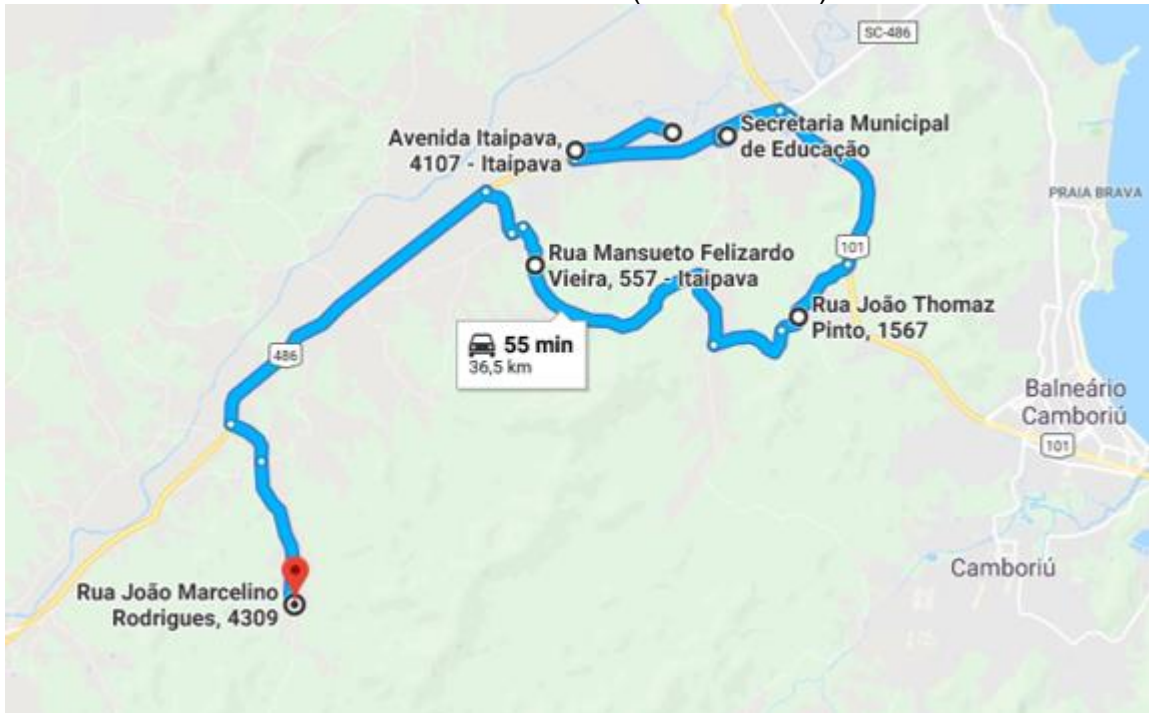 SC-486
Avenida Itaipava,
4107 - Itaipava
Secretaria Municipal
de Educação
PRAIA BRAVA
101
Rua Mansueto Felizardo
Vieira, 557 - Itaipava
Rua João Thomaz
Pinto, 1567
55 min
36,5 km
486
Balneário
Camboriú
101
Camboriú
Rua João Marcelino
Rodrigues, 4309